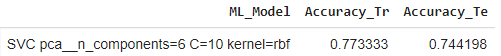 ML_Model Accuracy_Tr Accuracy_Te
SVC pca__n_components=6 C=10 kernel=rbf 0.773333 0.744198